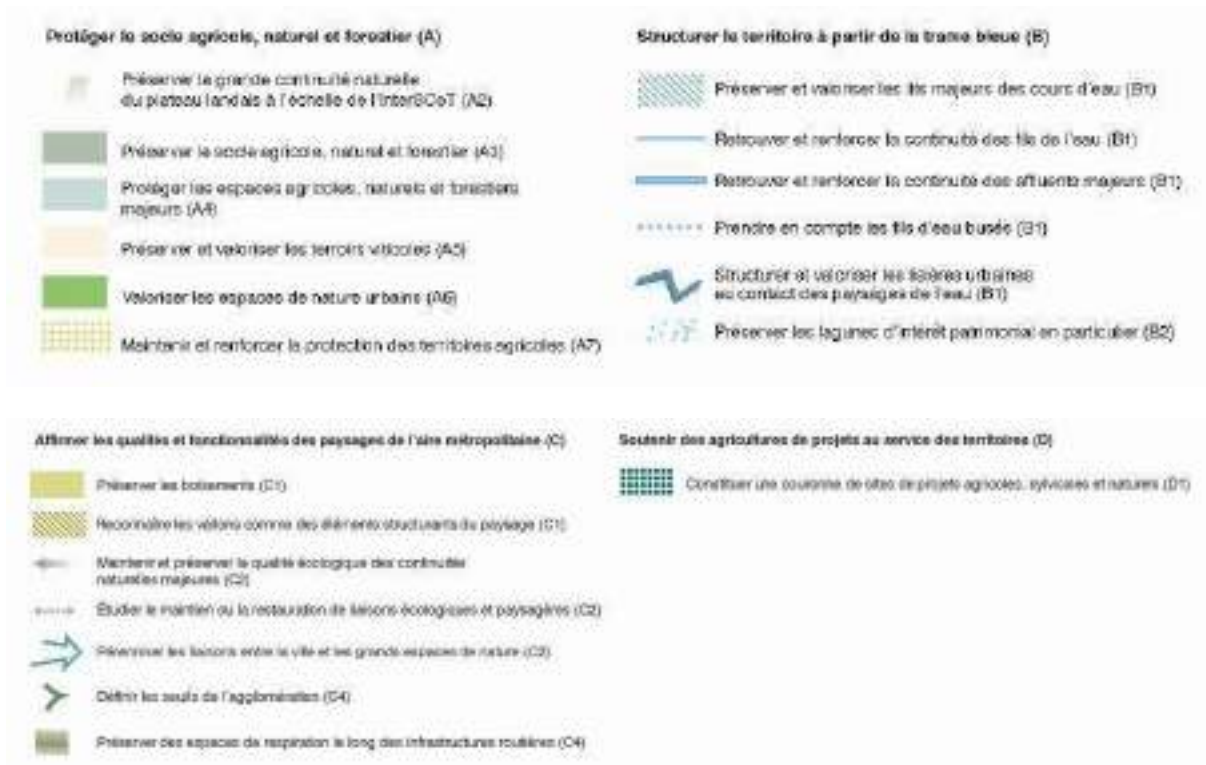 Protéger le socle agricole, naturel et forestier (A)
Préserver la grande continuité naturelle
du plateau landais à l'échelle de l'InterSCoT (A2)
Préserver le socle agricole, naturel et forestier (A3)
Protéger les espaces agricoles, naturels et forestiers
majeurs (A4)
Préserver et valoriser les terroirs viticoles (A5)
Valoriser les espaces de nature urbains (A6)
Maintenir et renforcer la protection des territoires agricoles (A7)
Structurer le territoire à partir de la trame bleue (B)
Préserver et valoriser les lits majeurs des cours d'eau (B1)
Retrouver et renforcer la continuité des fils de l'eau (B1)
Retrouver et renforcer la continuité des affluents majeurs (B1)
Prendre en compte les fils d'eau busés (B1)
Structurer et valoriser les lisières urbaines
au contact des paysages de l'eau (B1)
Préserver les lagunes d'intérêt patrimonial en particulier (B2)
Affirmer les qualités et fonctionnalités des paysages de l'aire métropolitaine (C)
Préserver les boisements (C1)
Reconnaître les vallons comme des éléments structurants du paysage (C1)
Maintenir et préserver la qualité écologique des continuités
naturelles majeures (C2)
Étudier le maintien ou la restauration de liaisons écologiques et paysagères (C2)
Pérenniser les liaisons entre la ville et les grands espaces de nature (C3)
Définir les seuils de l'agglomération (C4)
Préserver des espaces de respiration le long des infrastructures routières (C4)
Soutenir des agricultures de projets au service des territoires (D)
Constituer une couronne de sites de projets agricoles, sylvicoles et naturels (D1)